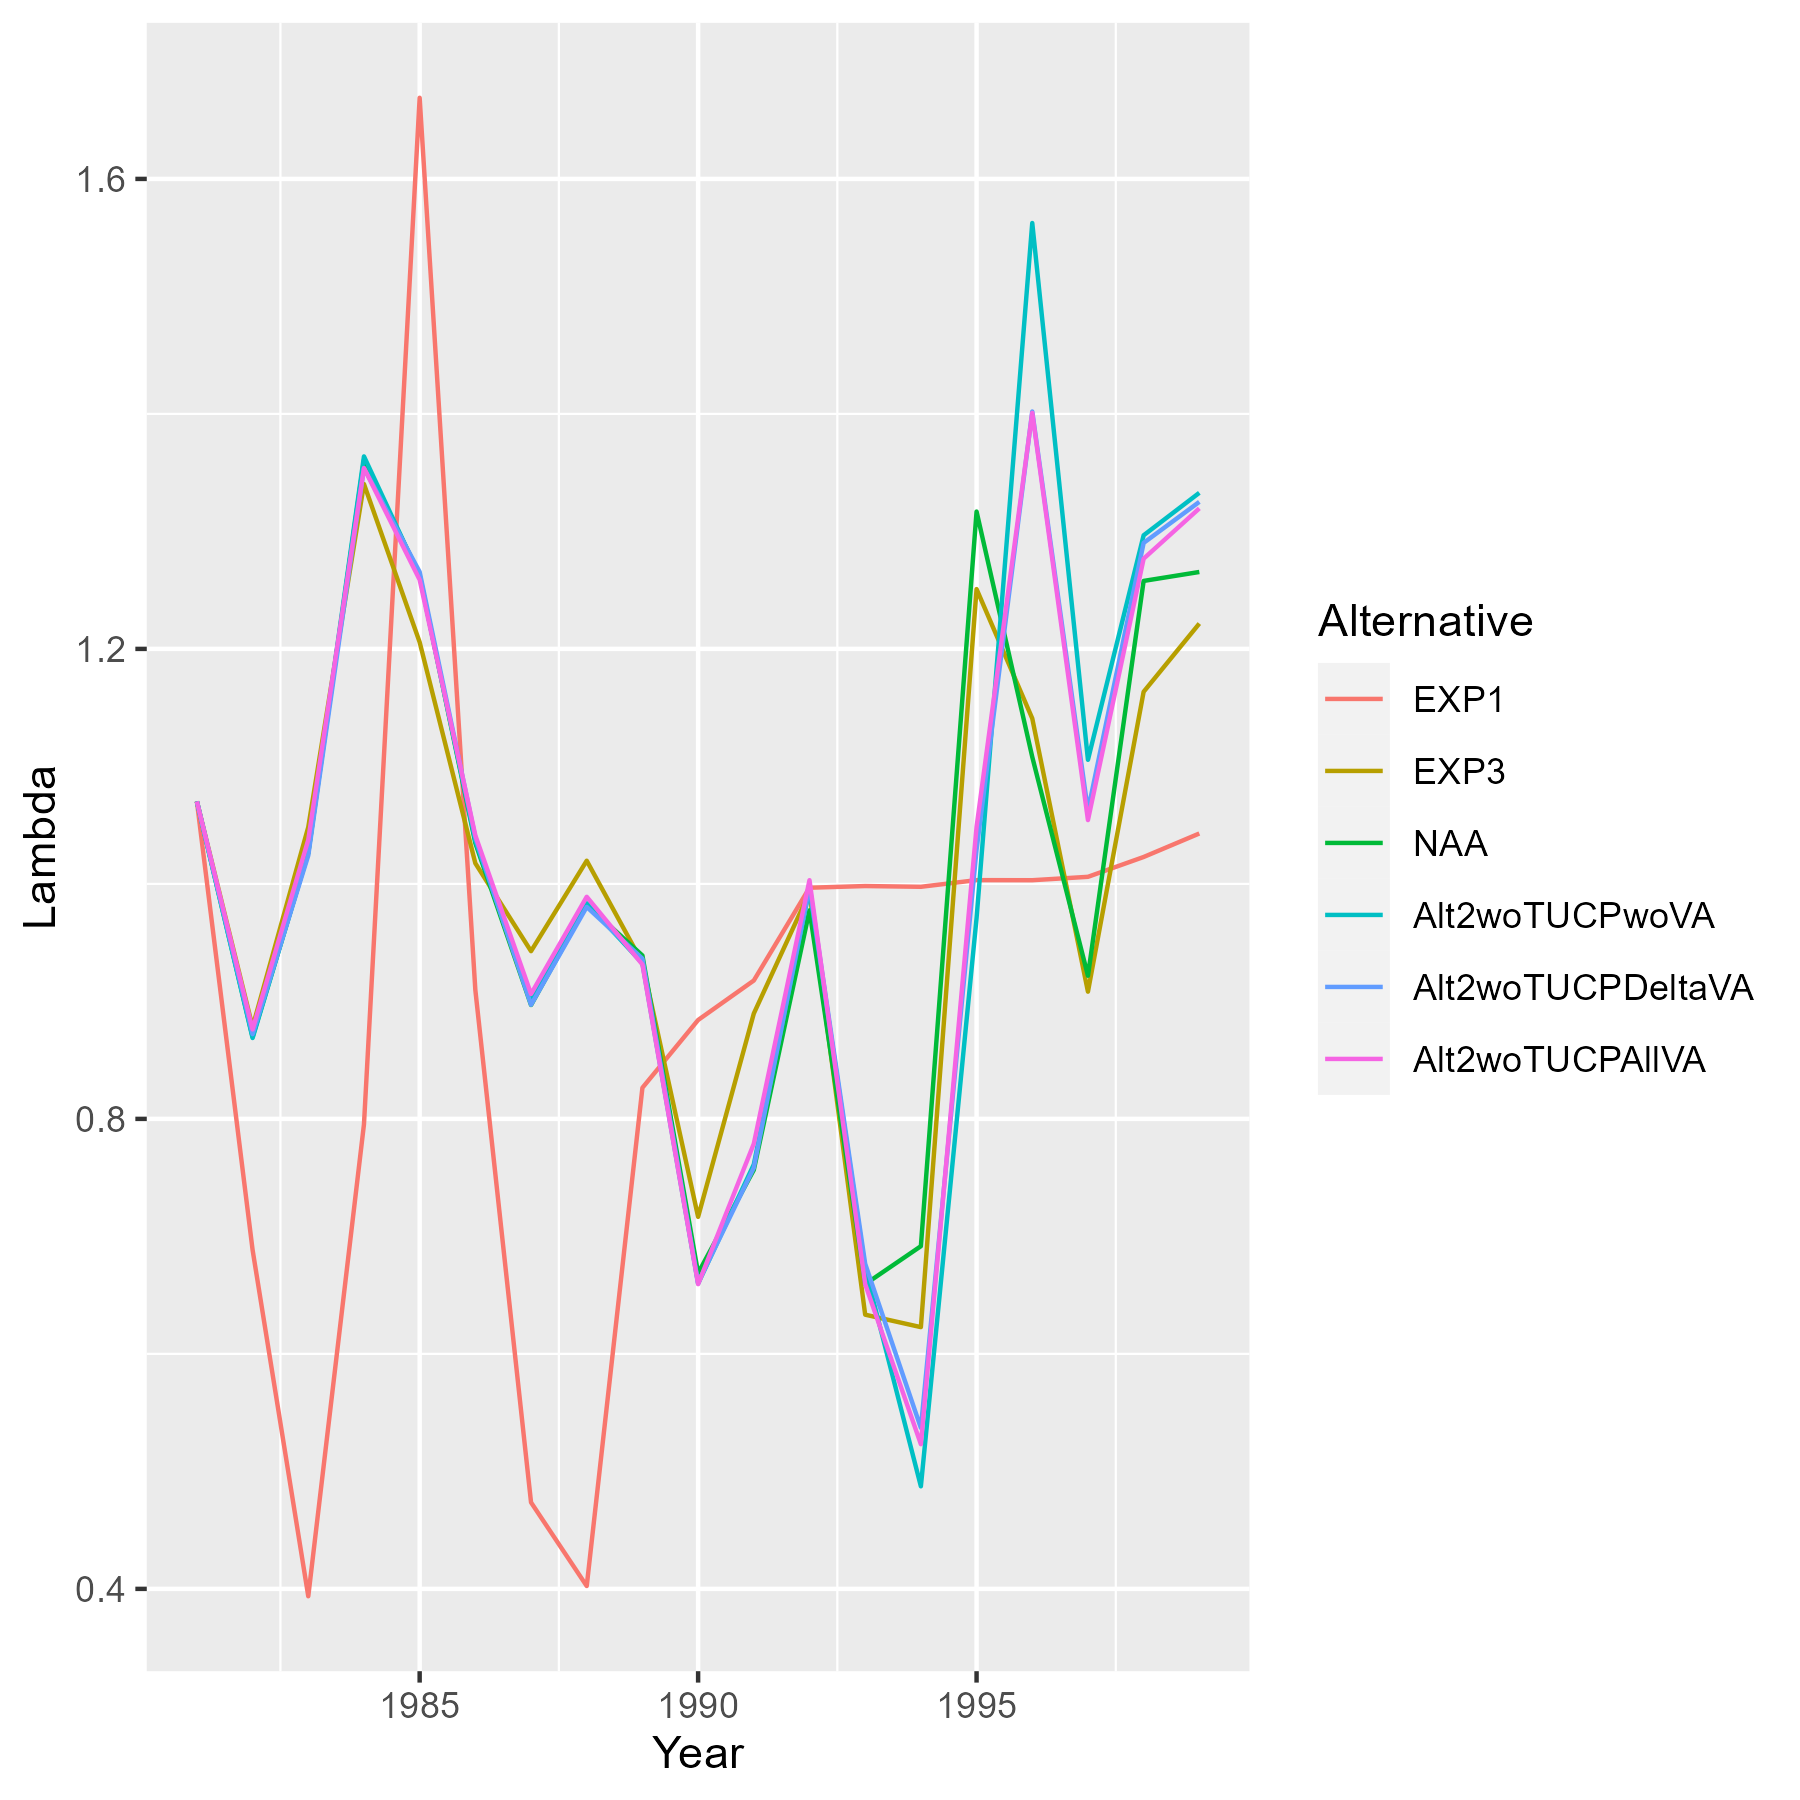 1.6
1.2
0.8
0.4
Lambda
1985
1990
1995
Year
Alternative
EXP1
EXP3
NAA
Alt2woTUCPwoVA
Alt2woTUCPDeltaVA
Alt2woTUCPAllVA